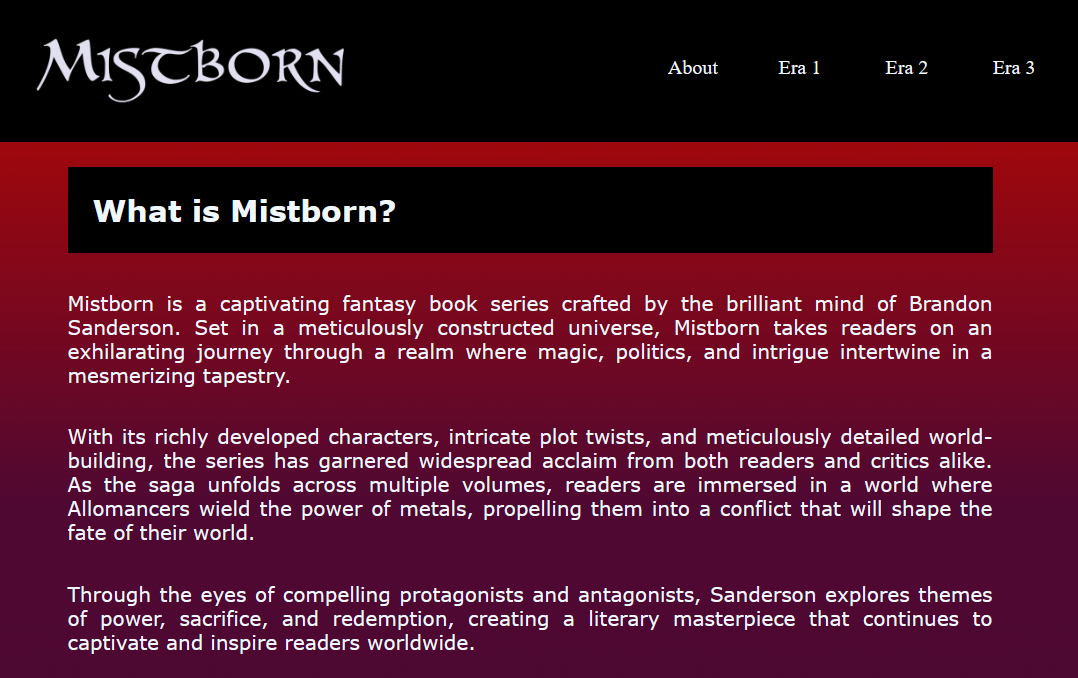 Mistborn
About
Era 1
Era 2
Era 3
What is Mistborn?
Mistborn is a captivating fantasy book series crafted by the brilliant mind of Brandon
Sanderson. Set in a meticulously constructed universe, Mistborn takes readers on an
exhilarating journey through a realm where magic, politics, and intrigue intertwine in a
mesmerizing tapestry.
With its richly developed characters, intricate plot twists, and meticulously detailed world-
building, the series has garnered widespread acclaim from both readers and critics alike.
As the saga unfolds across multiple volumes, readers are immersed in a world where
Allomancers wield the power of metals, propelling them into a conflict that will shape the
fate of their world.
Through the eyes of compelling protagonists and antagonists, Sanderson explores themes
of power, sacrifice, and redemption, creating a literary masterpiece that continues to
captivate and inspire readers worldwide.